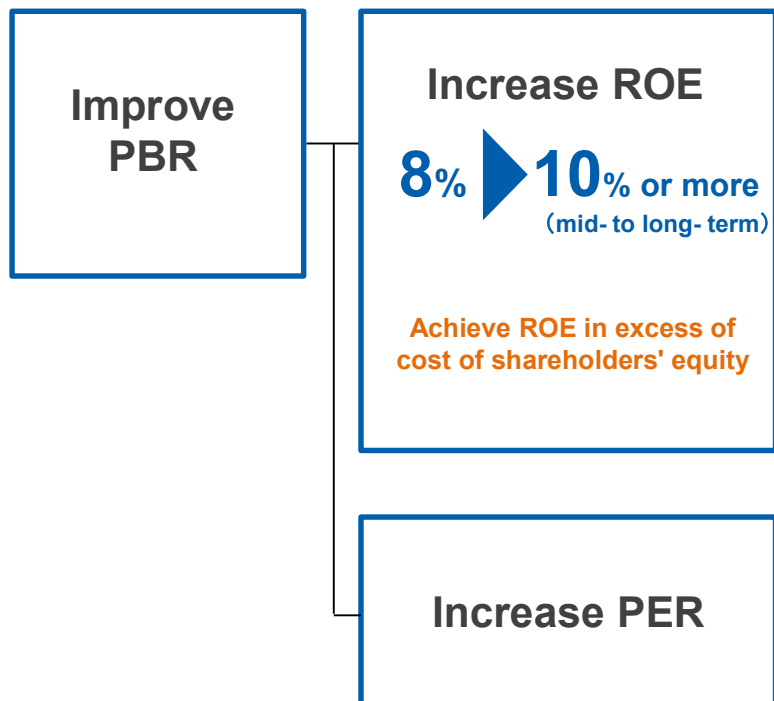 Improve
PBR
Increase ROE
8% 10% or more
(mid- to long- term)
Achieve ROE in excess of
cost of shareholders' equity
Increase PER